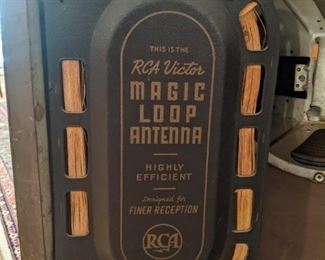 THIS IS THE
RCA Victor
MAGIC
LOOP
ANTENNA
HIGHLY
EFFICIENT
Designed for
FINER RECEPTION
RCA